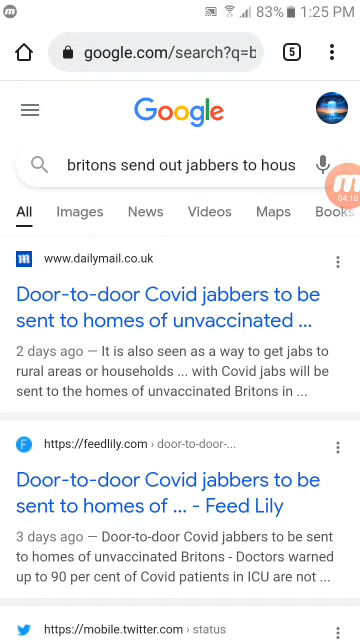 83% 1:25 PM
google.com/search?q=b
5
Google
britons send out jabbers to hous
04:10
All Images News Videos Maps Books
www.dailymail.co.uk
Door-to-door Covid jabbers to be
sent to homes of unvaccinated ...
2 days ago — It is also seen as a way to get jabs to
rural areas or households ... with Covid jabs will be
sent to the homes of unvaccinated Britons in ...
F https://feedlily.com › door-to-door-...
Door-to-door Covid jabbers to be
sent to homes of ... - Feed Lily
3 days ago — Door-to-door Covid jabbers to be sent
to homes of unvaccinated Britons - Doctors warned
up to 90 per cent of Covid patients in ICU are not ...
https://mobile.twitter.com › status